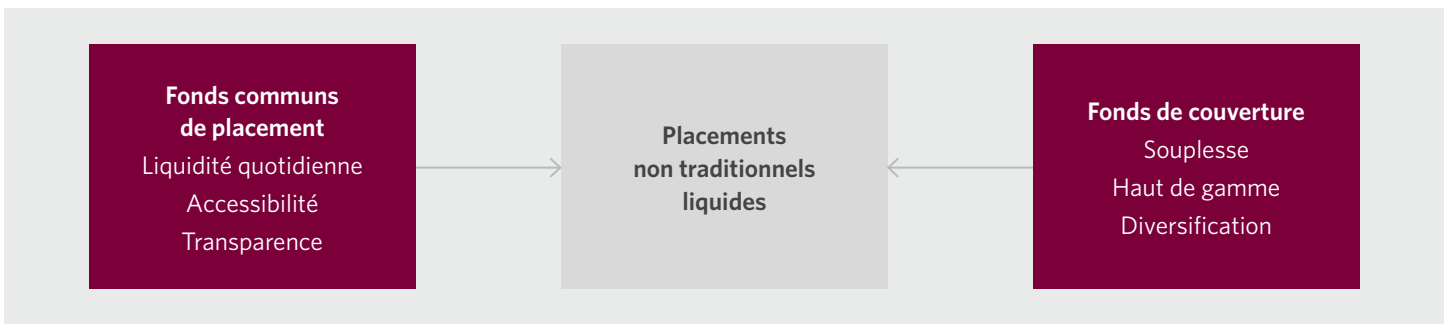 Fonds communs
de placement
Liquidité quotidienne
Accessibilité
Transparence
Placements
non traditionnels
liquides
Fonds de couverture
Souplesse
Haut de gamme
Diversification